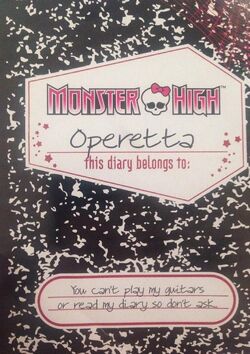 MONSTER HIGH
Operetta
this diary belongs to:
You can't play my guitars
or read my diary so don't ask.